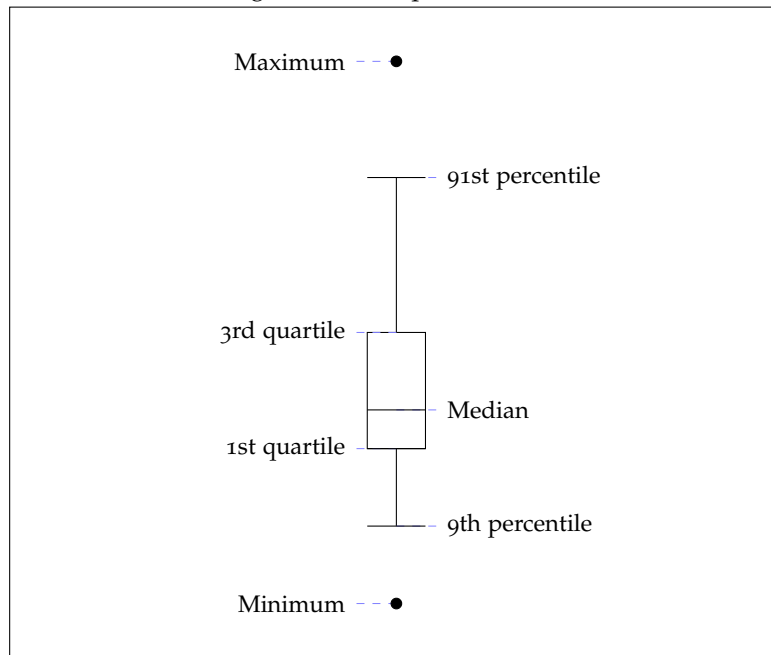 Maximum
91st percentile
3rd quartile
Median
1st quartile
9th percentile
Minimum